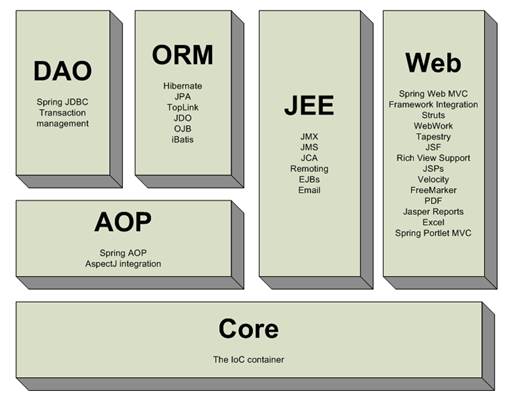 DAO
Spring JDBC
Transaction
management
ORM
Hibernate
JPA
TopLink
JDO
OJB
iBatis
JEE
JMX
JMS
JCA
Remoting
EJBs
Email
Web
Spring Web MVC
Framework Integration
Struts
WebWork
Tapestry
JSF
Rich View Support
JSPs
Velocity
FreeMarker
PDF
Jasper Reports
Excel
Spring Portlet MVC
AOP
Spring AOP
AspectJ integration
Core
The IoC container